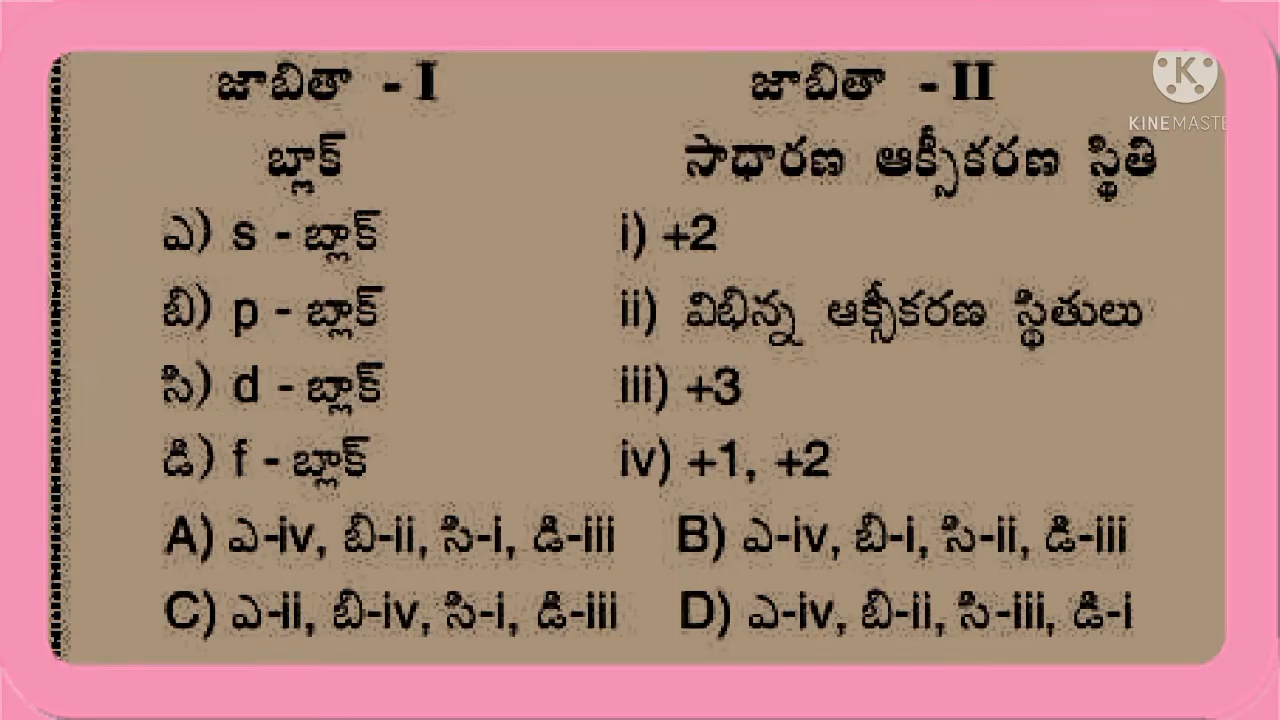 జాబితా - I జాబితా - II
బ్లాక్ సాధారణ ఆక్సీకరణ స్థితి
ఎ) s - బ్లాక్ i) +2
బి) p - బ్లాక్ ii) విభిన్న ఆక్సీకరణ స్థితులు
సి) d - బ్లాక్ iii) +3
డి) f - బ్లాక్ iv) +1, +2
A) ఎ-iv, బి-ii, సి-i, డి-iii B) ఎ-iv, బి-i, సి-ii, డి-iii
C) ఎ-ii, బి-iv, సి-i, డి-iii D) ఎ-iv, బి-ii, సి-iii, డి-i
K
KINEMASTE